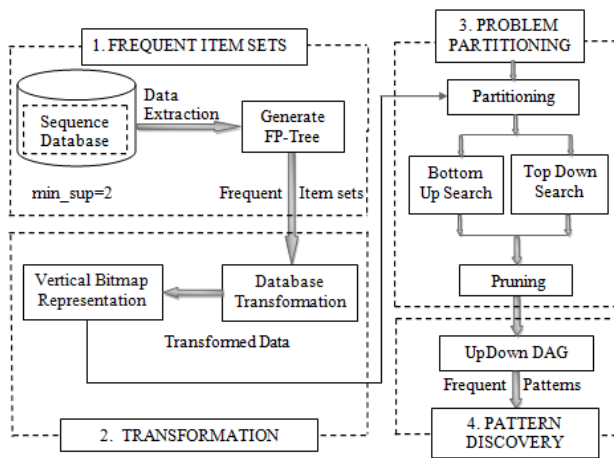 1. FREQUENT ITEM SETS
Sequence
Database
Data
Extraction
Generate
FP-Tree
min_sup=2
Frequent Item sets
Vertical Bitmap
Representation
Database
Transformation
Transformed Data
2. TRANSFORMATION
3. PROBLEM
PARTITIONING
Partitioning
Bottom
Up Search
Top Down
Search
Pruning
UpDown DAG
Frequent Patterns
4. PATTERN
DISCOVERY